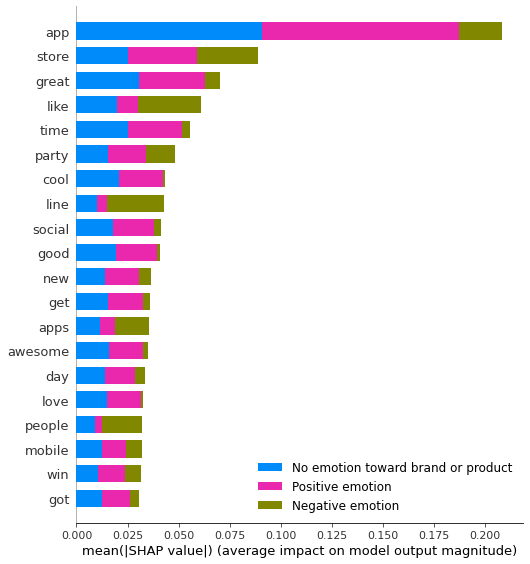 app
store
great
like
time
party
cool
line
social
good
new
get
apps
awesome
day
love
people
mobile
win
got
No emotion toward brand or product
Positive emotion
Negative emotion
0.000 0.025 0.050 0.075 0.100 0.125 0.150 0.175 0.200
mean(|SHAP value|) (average impact on model output magnitude)